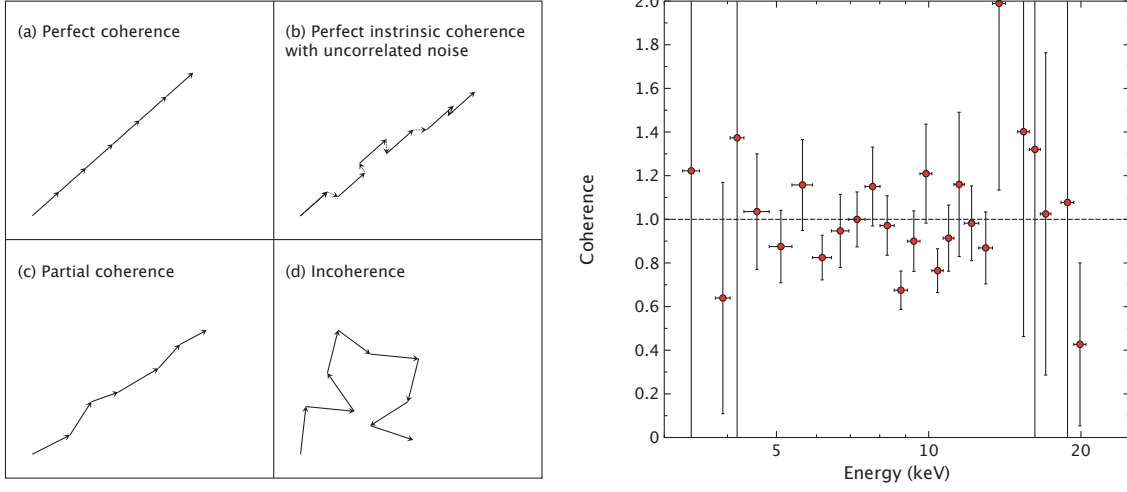 (a) Perfect coherence
(b) Perfect instrinsic coherence
with uncorrelated noise
(c) Partial coherence
(d) Incoherence
2.0
1.8
1.6
1.4
1.2
1.0
0.8
0.6
0.4
0.2
0
Coherence
5
10
20
Energy (keV)